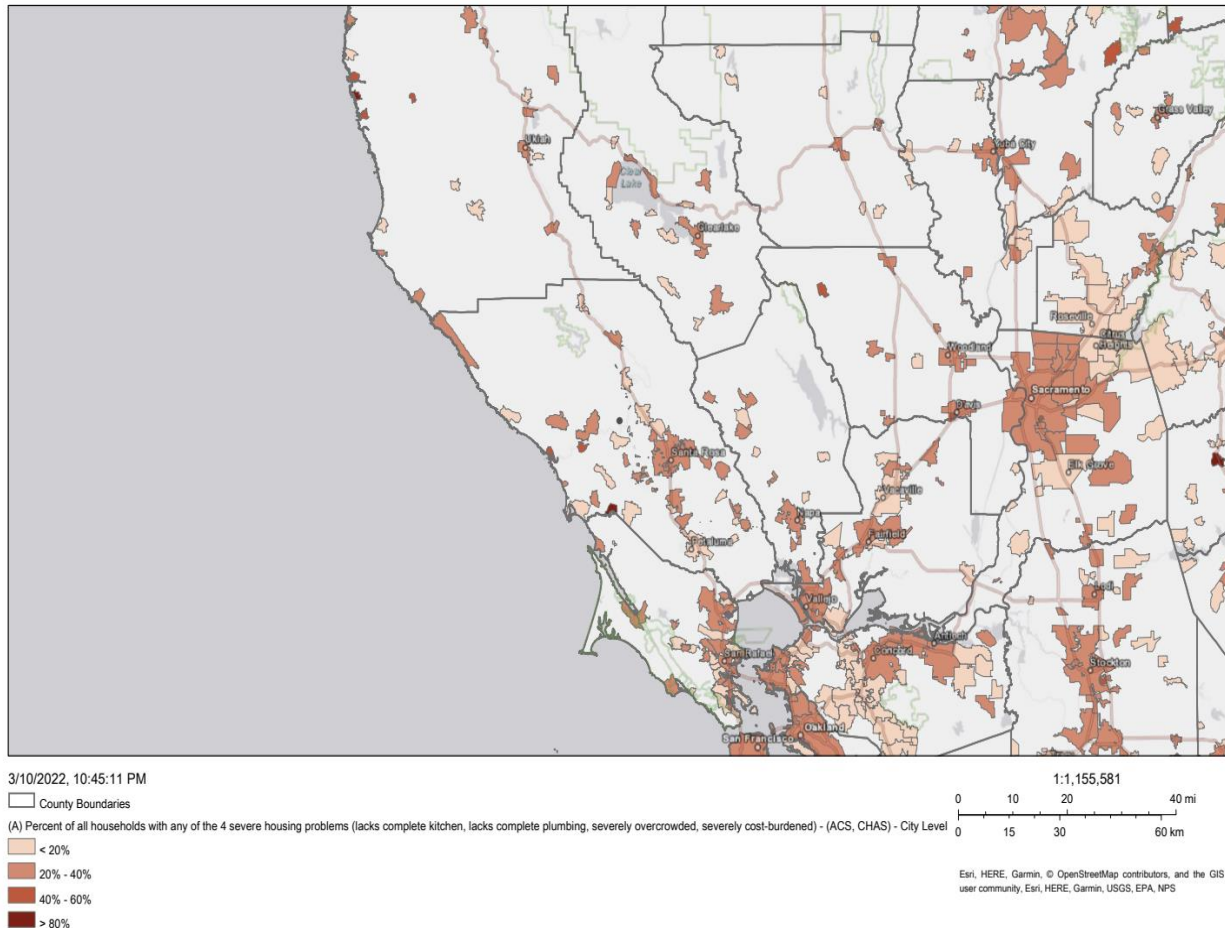 Grass Valley
Ukiah
Yuba City
Clear
Lake
Clearlake
Roseville
Citrus
Heights
Woodland
Sacramento
Davis
Santa Rosa
Elk Grove
Vacaville
Napa
Fairfield
Petaluma
Lodi
Vallejo
Antioch
San Rafael
Concord
Stockton
Oakland
San Francisco
3/10/2022, 10:45:11 PM
1:1,155,581
County Boundaries
0 10 20 40 mi
(A) Percent of all households with any of the 4 severe housing problems (lacks complete kitchen, lacks complete plumbing, severely overcrowded, severely cost-burdened) - (ACS, CHAS) - City Level
0 15 30 60 km
< 20%
20% - 40%
40% - 60%
> 80%
Esri, HERE, Garmin, © OpenStreetMap contributors, and the GIS
user community, Esri, HERE, Garmin, USGS, EPA, NPS